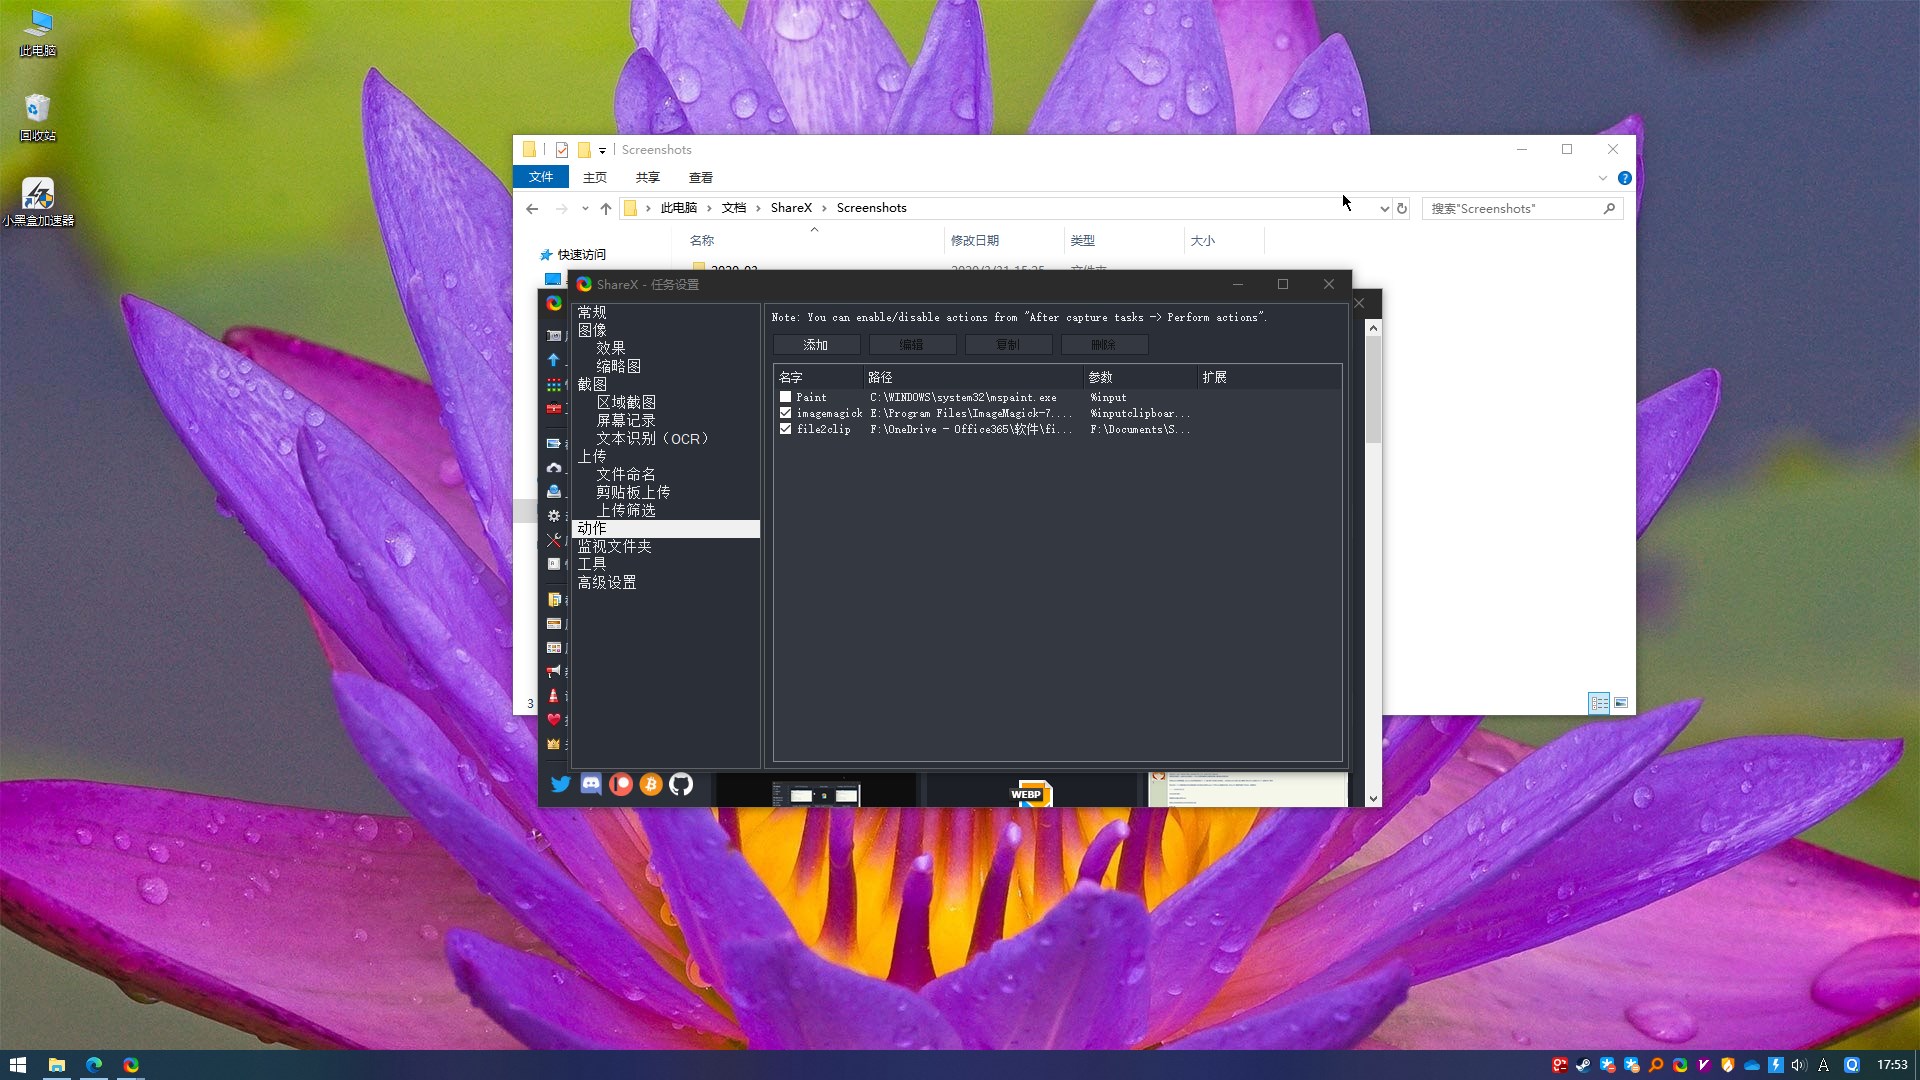 此电脑
回收站
小黑盒加速器
Screenshots
文件 主页 共享 查看
此电脑 文档 ShareX Screenshots
搜索"Screenshots"
名称 修改日期 类型 大小
快速访问
ShareX - 任务设置
常规
图像
效果
缩略图
截图
区域截图
屏幕记录
文本识别（OCR）
上传
文件命名
剪贴板上传
上传筛选
动作
监视文件夹
工具
高级设置
Note: You can enable/disable actions from "After capture tasks -> Perform actions".
添加 编辑 复制 删除
名字 路径 参数 扩展
Paint C:\WINDOWS\system32\mspaint.exe %input
imagemagick E:\Program Files\ImageMagick-7.... %inputclipboar...
file2clip F:\OneDrive - Office365\软件\fi... F:\Documents\S...
3
WEBP
17:53